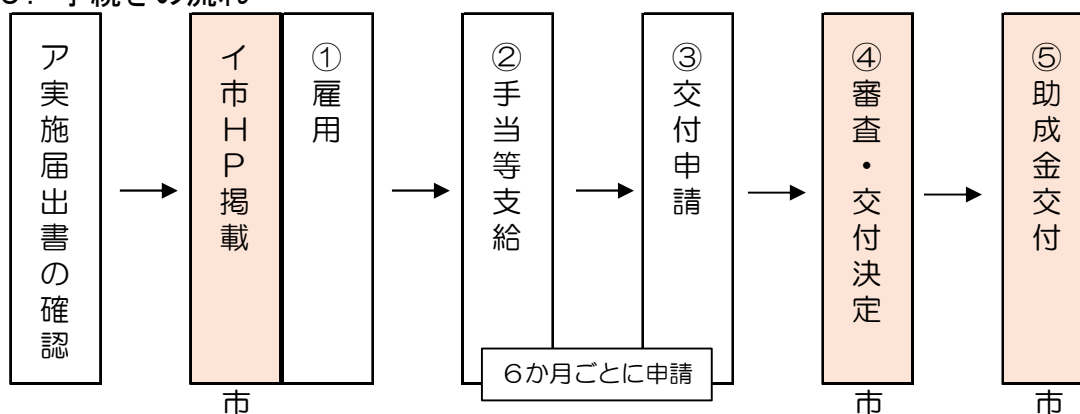 手続きの流れ
ア実施届出書の確認
イ市ＨＰ掲載
①雇用
②手当等支給
③交付申請
④審査・交付決定
⑤助成金交付
６か月ごとに申請
市
市
市